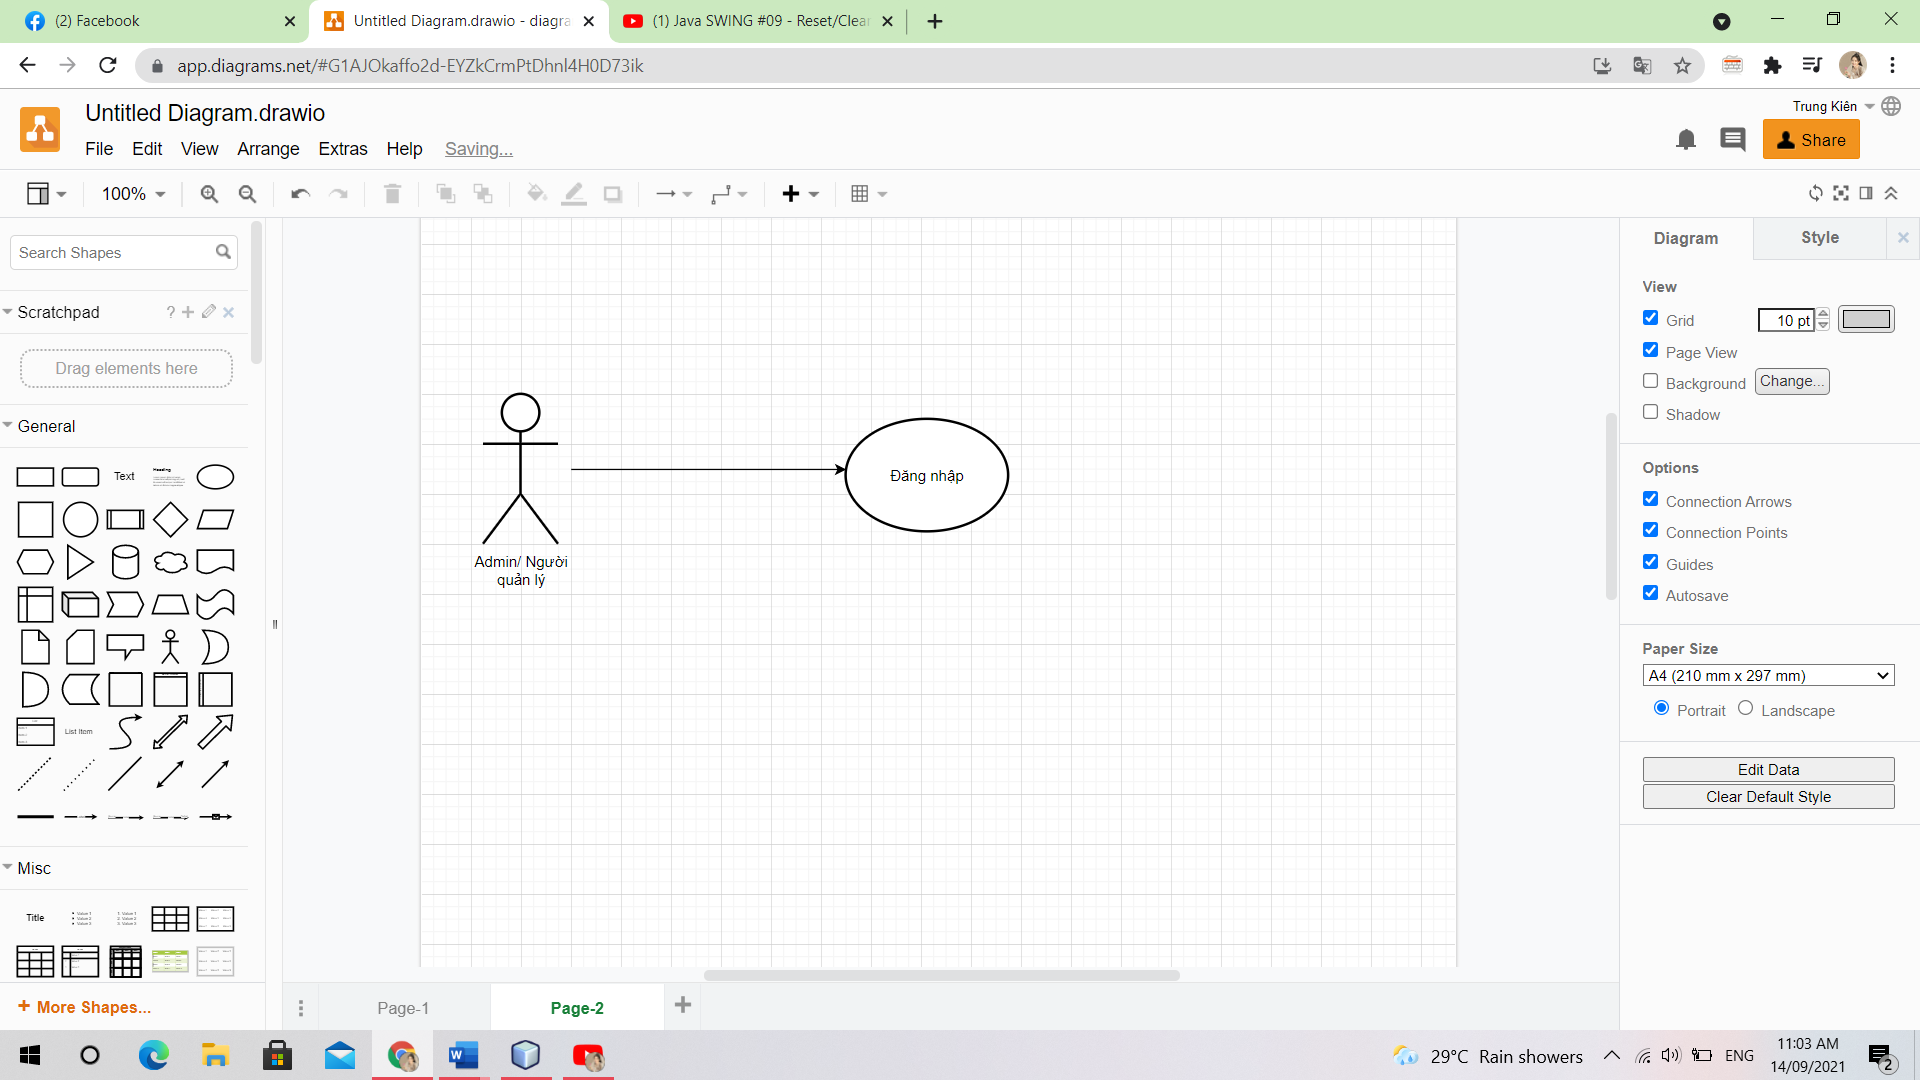 (2) Facebook
Untitled Diagram.drawio - diagra
(1) Java SWING #09 - Reset/Clear
app.diagrams.net/#G1AJOkaffo2d-EYZkCrmPtDhnl4H0D73ik
Untitled Diagram.drawio
Trung Kiên
File Edit View Arrange Extras Help Saving...
Share
100%
Search Shapes
Scratchpad
?
Drag elements here
General
Text
Heading
List Item
Misc
Title
More Shapes...
Admin/ Người
quản lý
Đăng nhập
Page-1
Page-2
Diagram
Style
View
Grid
10 pt
Page View
Background
Change...
Shadow
Options
Connection Arrows
Connection Points
Guides
Autosave
Paper Size
A4 (210 mm x 297 mm)
Portrait
Landscape
Edit Data
Clear Default Style
29°C Rain showers
ENG
11:03 AM
14/09/2021
2